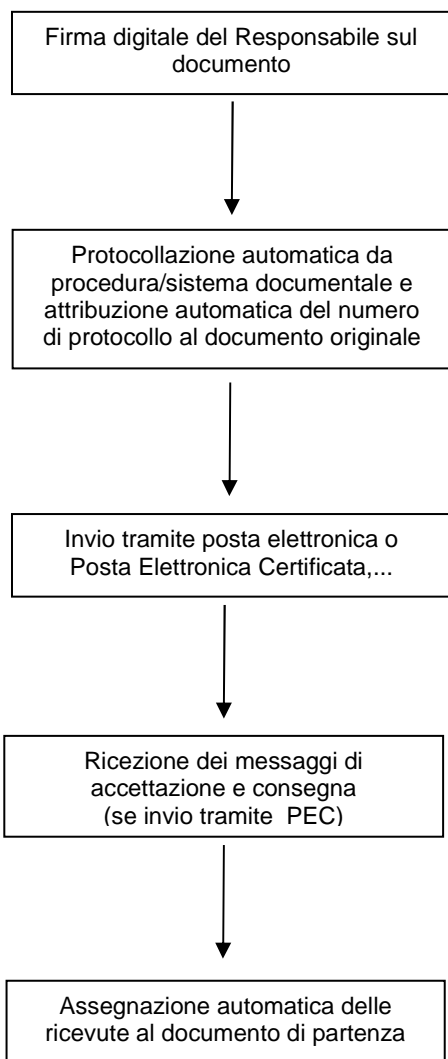 Firma digitale del Responsabile sul
documento
Protocollazione automatica da
procedura/sistema documentale e
attribuzione automatica del numero
di protocollo al documento originale
Invio tramite posta elettronica o
Posta Elettronica Certificata,...
Ricezione dei messaggi di
accettazione e consegna
(se invio tramite PEC)
Assegnazione automatica delle
ricevute al documento di partenza